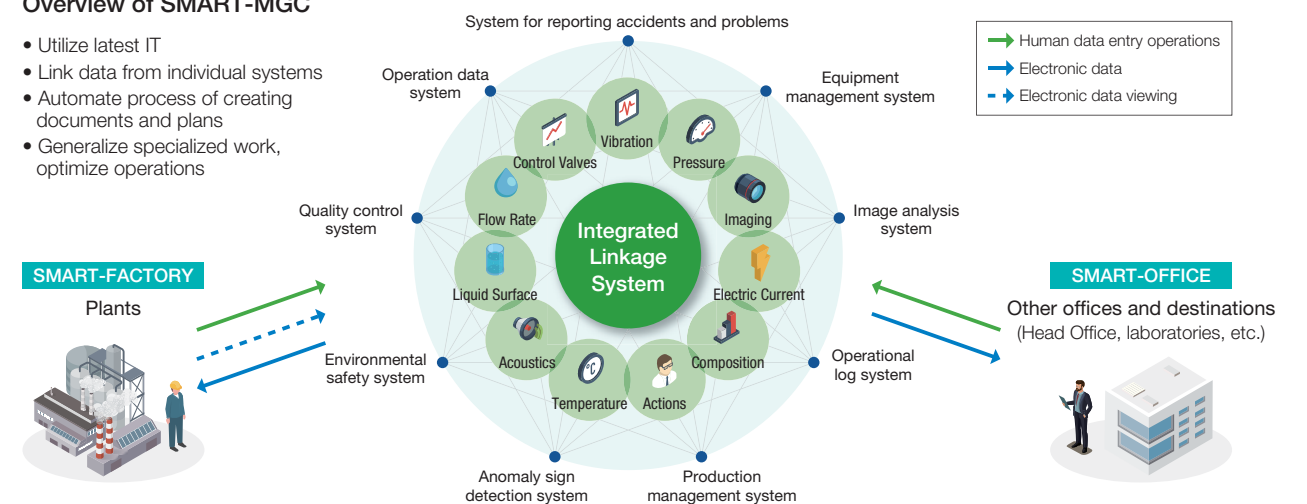 Overview of SMART-MGC
• Utilize latest IT
• Link data from individual systems
• Automate process of creating
documents and plans
• Generalize specialized work,
optimize operations
System for reporting accidents and problems
Operation data
system
Equipment
management system
Human data entry operations
Electronic data
Electronic data viewing
Vibration
Control Valves
Pressure
Flow Rate
Imaging
Quality control
system
Image analysis
system
Integrated
Linkage
System
Liquid Surface
Electric Current
SMART-FACTORY
Plants
SMART-OFFICE
Other offices and destinations
(Head Office, laboratories, etc.)
Environmental
safety system
Acoustics
Composition
Operational
log system
°C
Temperature
Actions
Anomaly sign
detection system
Production
management system